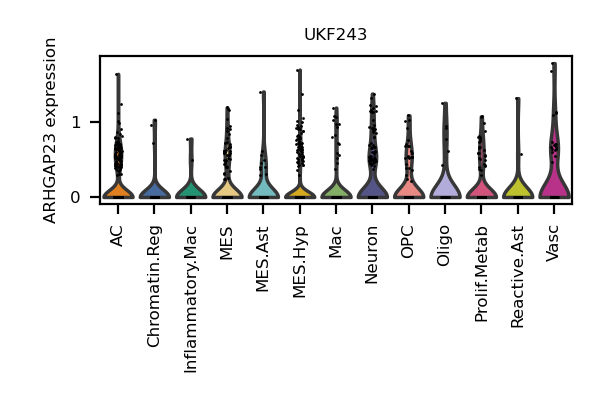 UKF243
ARHGAP23 expression
1
0
AC
Chromatin.Reg
Inflammatory.Mac
MES
MES.Ast
MES.Hyp
Mac
Neuron
OPC
Oligo
Prolif.Metab
Reactive.Ast
Vasc